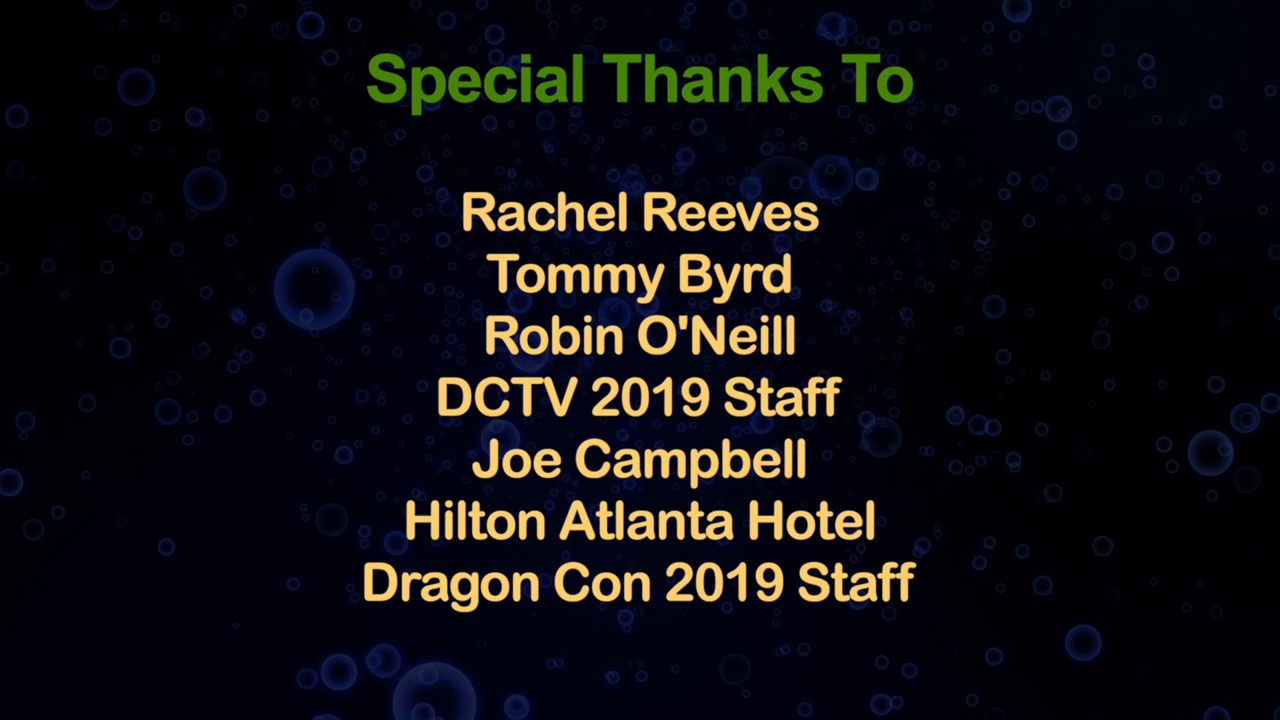 Special Thanks To
Rachel Reeves
Tommy Byrd
Robin O'Neill
DCTV 2019 Staff
Joe Campbell
Hilton Atlanta Hotel
Dragon Con 2019 Staff